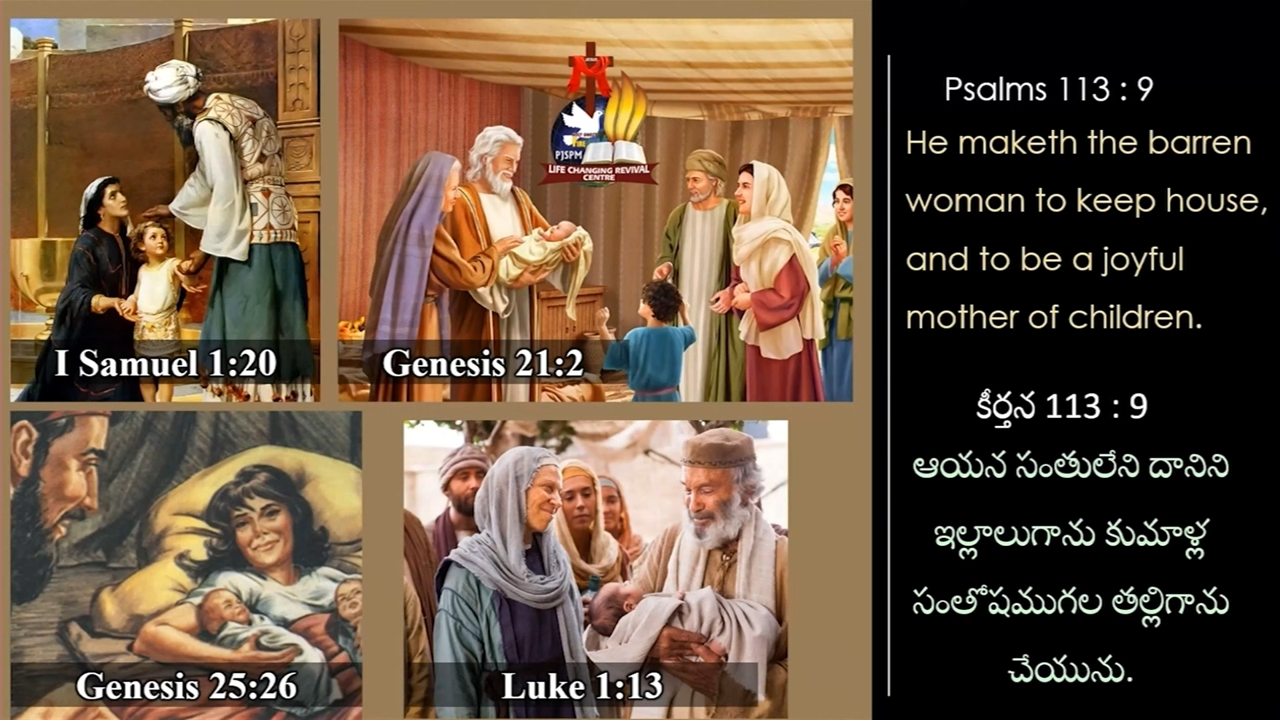 JESUS
PJSPM
LIFE CHANGING REVIVAL
CENTRE
I Samuel 1:20
Genesis 21:2
Genesis 25:26
Luke 1:13
Psalms 113 : 9
He maketh the barren
woman to keep house,
and to be a joyful
mother of children.
కీర్తన 113 : 9
ఆయన సంతులేని దానిని
ఇల్లాలుగాను కుమాళ్ల
సంతోషముగల తల్లిగాను
చేయును.